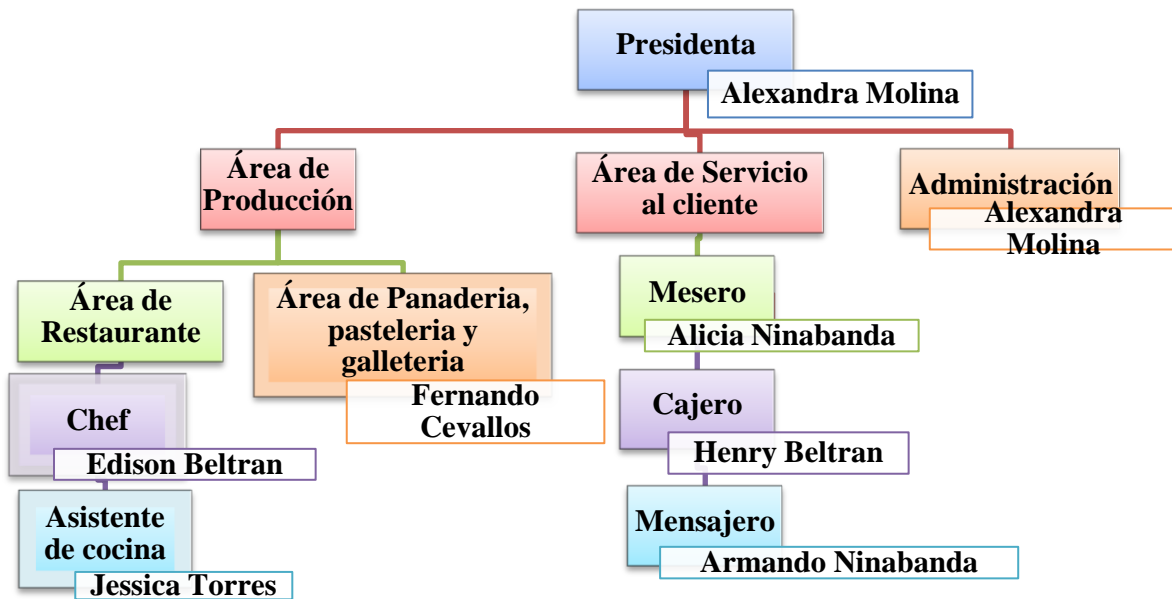 Presidenta
Alexandra Molina
Área de
Producción
Área de Servicio
al cliente
Administración
Alexandra
Molina
Área de
Restaurante
Área de Panaderia,
pasteleria y
galleteria
Fernando
Cevallos
Mesero
Alicia Ninabanda
Chef
Edison Beltran
Cajero
Henry Beltran
Asistente
de cocina
Jessica Torres
Mensajero
Armando Ninabanda